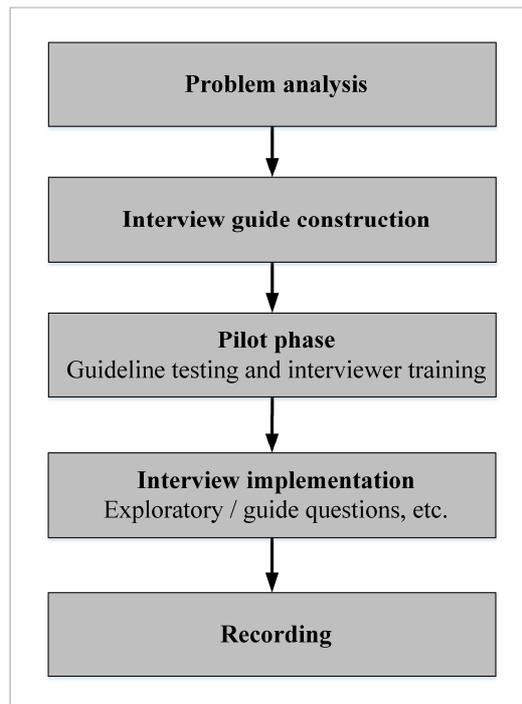 Problem analysis
Interview guide construction
Pilot phase
Guideline testing and interviewer training
Interview implementation
Exploratory / guide questions, etc.
Recording